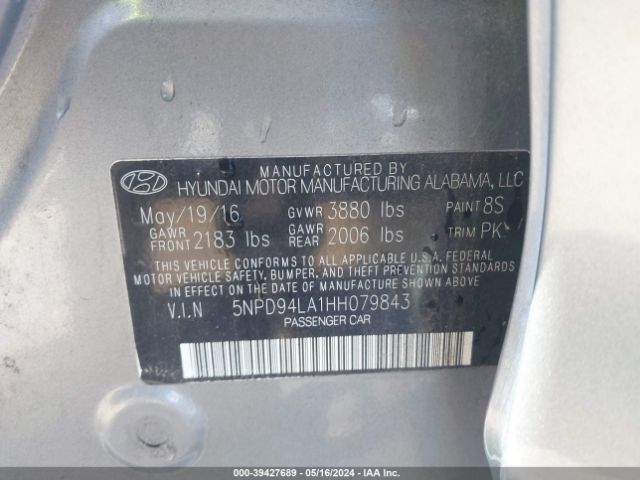 MANUFACTURED BY
HYUNDAI MOTOR MANUFACTURING ALABAMA, LLC
May/19/16 GVWR 3880 lbs PAINT 8S
GAWR FRONT 2183 lbs GAWR REAR 2006 lbs TRIM PK
THIS VEHICLE CONFORMS TO ALL APPLICABLE U.S.A. FEDERAL
MOTOR VEHICLE SAFETY, BUMPER, AND THEFT PREVENTION STANDARDS
IN EFFECT ON THE DATE OF MANUFACTURE SHOWN ABOVE
V.I.N 5NPD94LA1HH079843
PASSENGER CAR
000-39427689 - 05/16/2024 - IAA Inc.